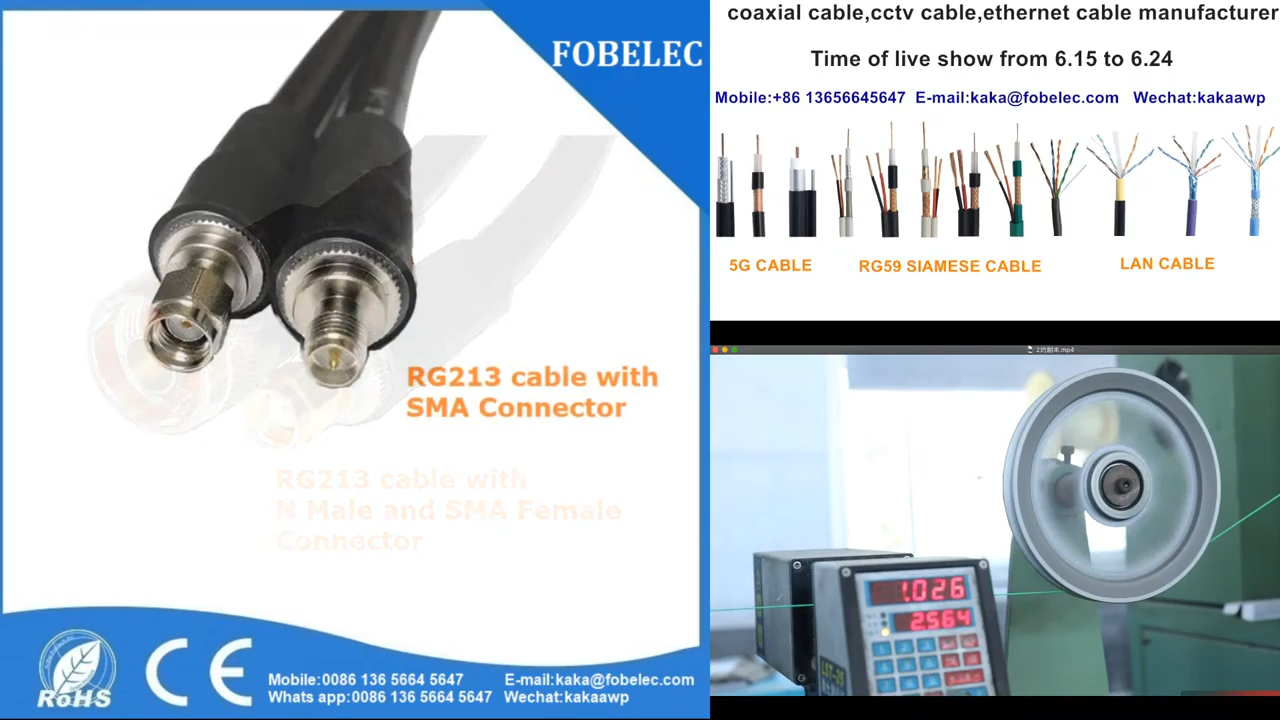 FOBELEC
RG213 cable with
SMA Connector
RG213 cable with
N Male and SMA Female
Connector
RoHS
CE
Mobile:0086 136 5664 5647
E-mail:kaka@fobelec.com
Whats app:0086 136 5664 5647
Wechat:kakaawp
coaxial cable,cctv cable,ethernet cable manufacturer
Time of live show from 6.15 to 6.24
Mobile:+86 13656645647 E-mail:kaka@fobelec.com Wechat:kakaawp
5G CABLE
RG59 SIAMESE CABLE
LAN CABLE
1.026
2564